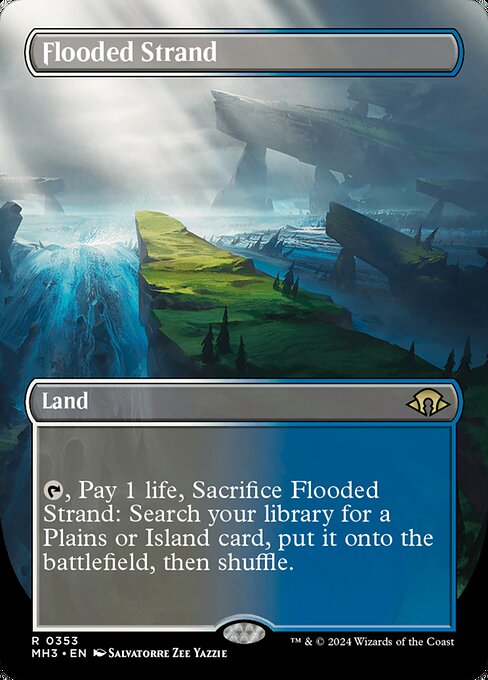 Flooded Strand
Land
, Pay 1 life, Sacrifice Flooded
Strand: Search your library for a
Plains or Island card, put it onto the
battlefield, then shuffle.
R 0353
MH3 • EN SALVATORRE ZEE YAZZIE
™ & © 2024 Wizards of the Coast